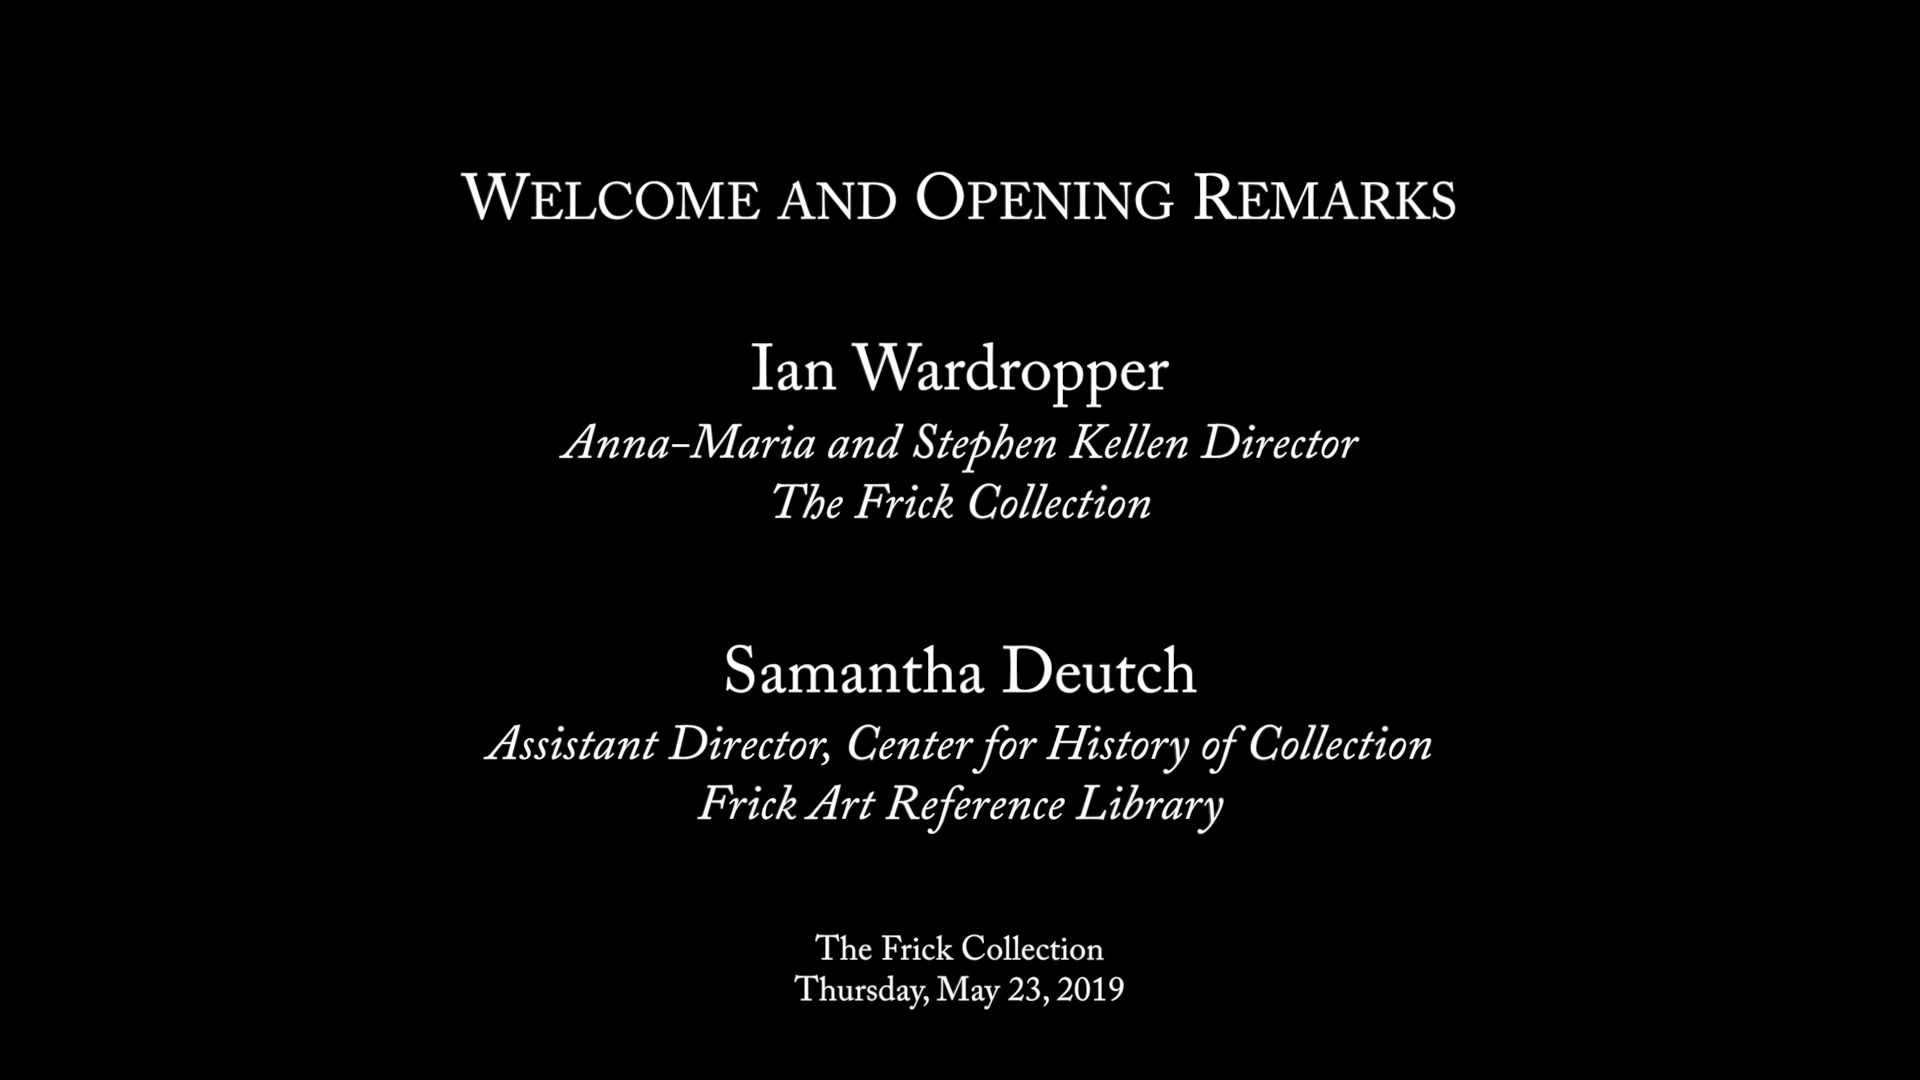 WELCOME AND OPENING REMARKS
Ian Wardropper
Anna-Maria and Stephen Kellen Director
The Frick Collection
Samantha Deutch
Assistant Director, Center for History of Collection
Frick Art Reference Library
The Frick Collection
Thursday, May 23, 2019